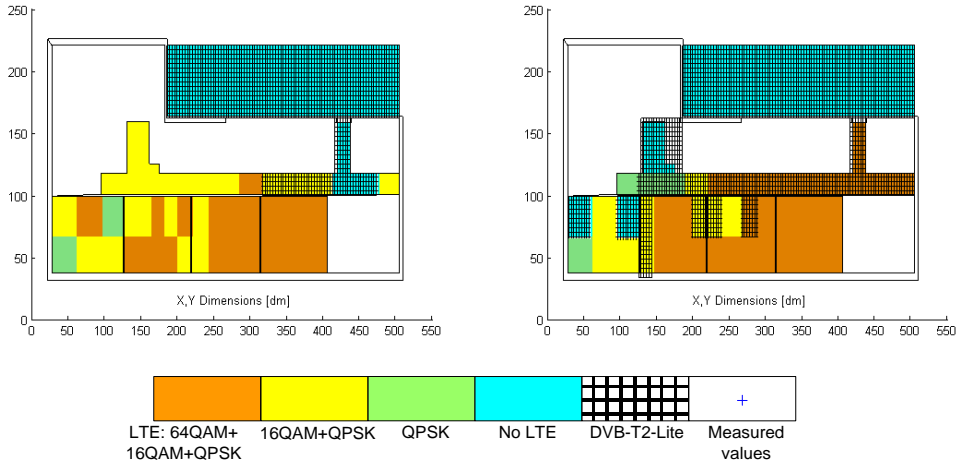 250
200
150
100
50
0
X,Y Dimensions [dm]
0 50 100 150 200 250 300 350 400 450 500 550
250
200
150
100
50
0
X,Y Dimensions [dm]
0 50 100 150 200 250 300 350 400 450 500 550
LTE: 64QAM+
16QAM+QPSK
16QAM+QPSK
QPSK
No LTE
DVB-T2-Lite
Measured
values